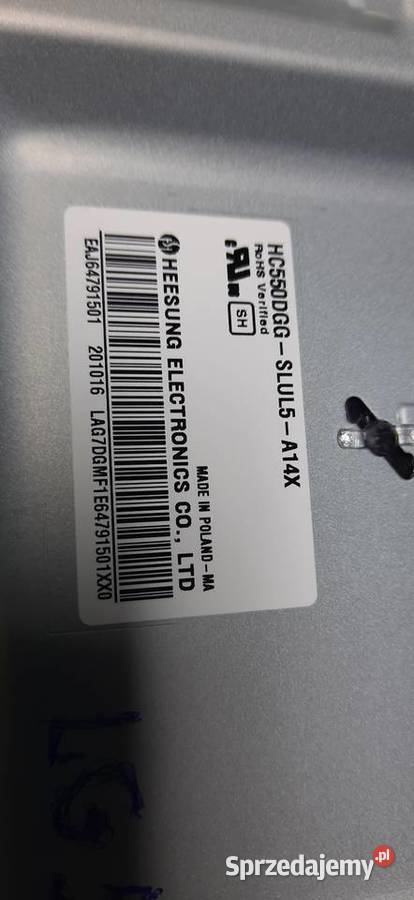 HC550DGG-SLUL5-A14X
RoHS Verified
SH
MADE IN POLAND-MA
HEESUNG ELECTRONICS CO., LTD
EAJ64791501 201016 LAG7DGMF1E64791501XX0
LG
Sprzedajemy.pl